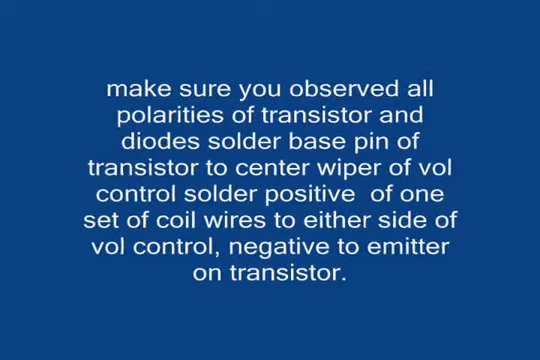 make sure you observed all
polarities of transistor and
diodes solder base pin of
transistor to center wiper of vol
control solder positive  of one
set of coil wires to either side of
vol control, negative to emitter
on transistor.